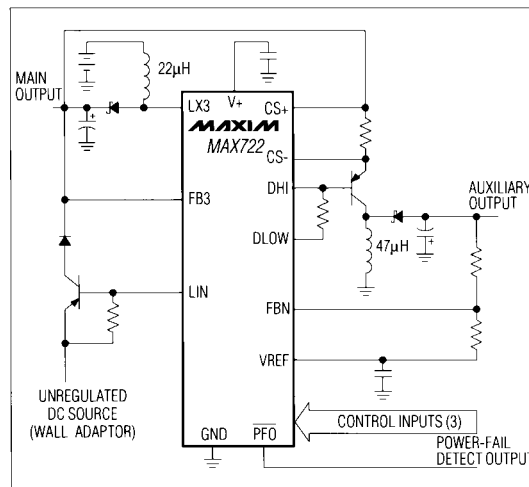 22µH
MAIN
OUTPUT
LX3
V+
CS+
MAXIM
MAX722
CS-
DHI
FB3
DLOW
AUXILIARY
OUTPUT
47µH
LIN
FBN
VREF
UNREGULATED
DC SOURCE
(WALL ADAPTOR)
GND
PFO
CONTROL INPUTS (3)
POWER-FAIL
DETECT OUTPUT